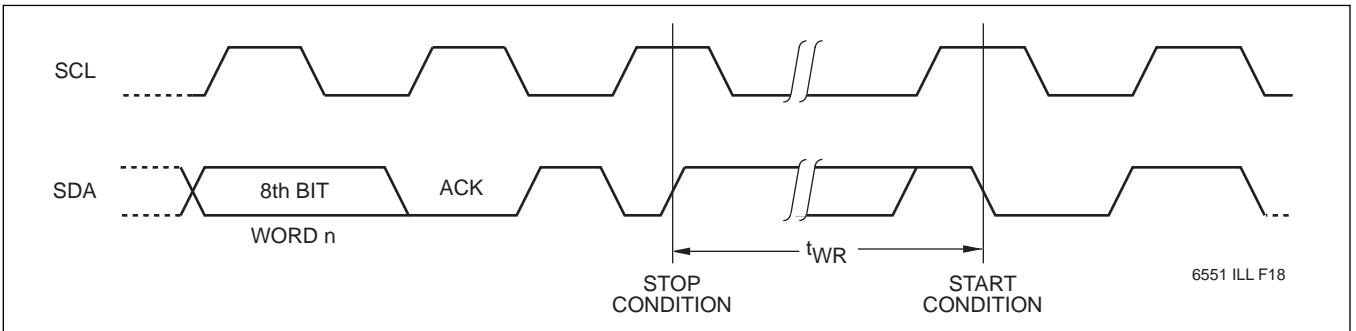 SCL
SDA
8th BIT
ACK
WORD n
tWR
STOP
CONDITION
START
CONDITION
6551 ILL F18